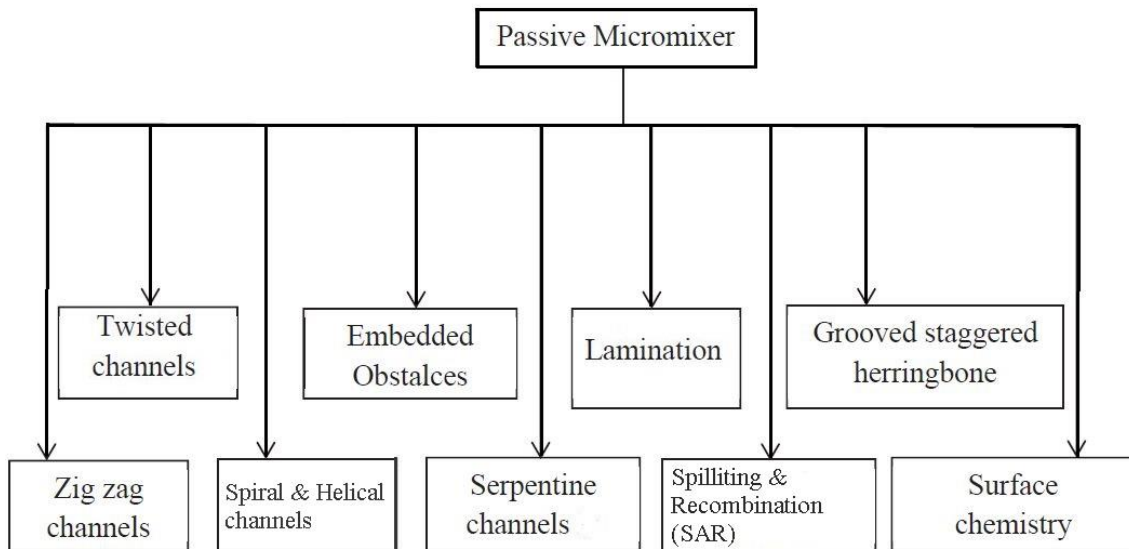 Passive Micromixer
Twisted
channels
Embedded
Obstalces
Lamination
Grooved staggered
herringbone
Zig zag
channels
Spiral & Helical
channels
Serpentine
channels
Spilliting &
Recombination
(SAR)
Surface
chemistry